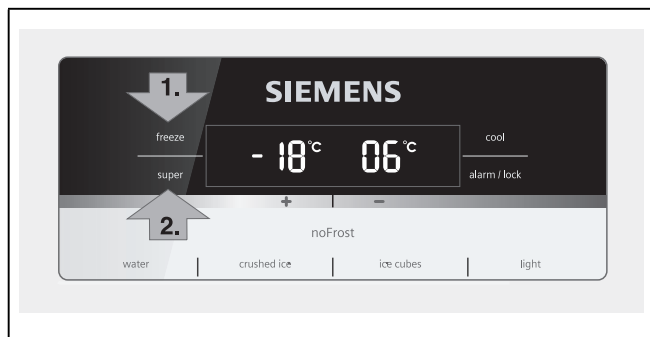 1.
SIEMENS
freeze
super
- 18°C 06°C
cool
alarm / lock
+ −
2.
noFrost
water crushed ice ice cubes light